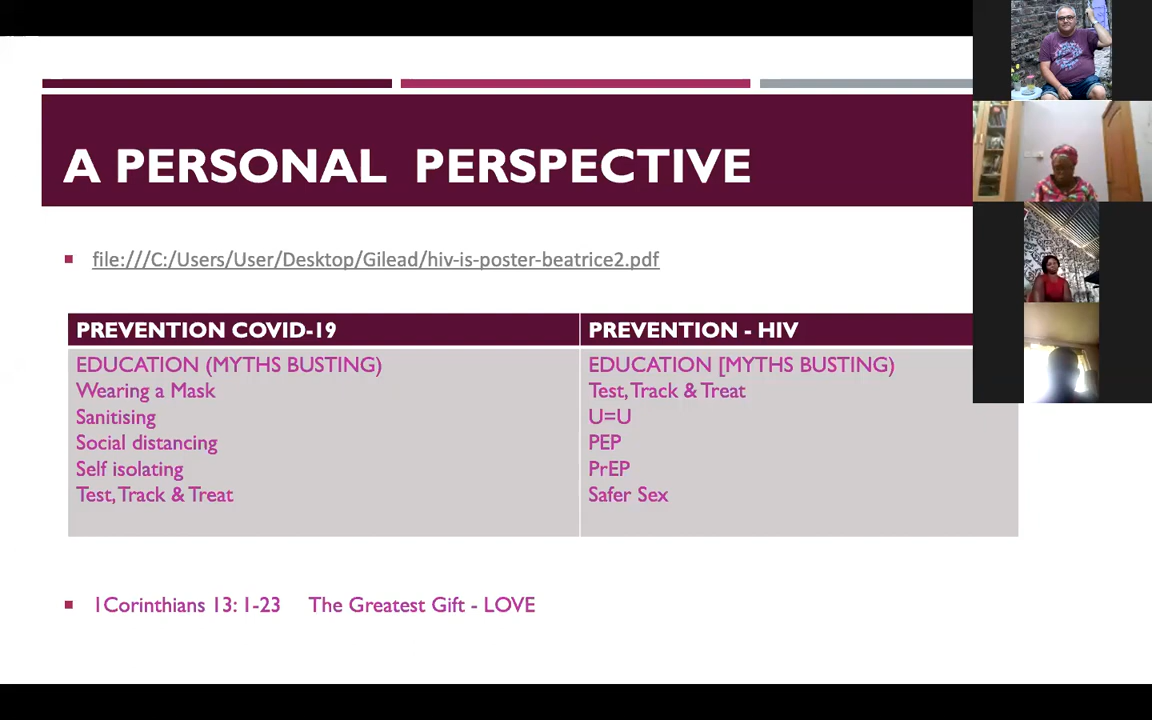 A PERSONAL PERSPECTIVE
file:///C:/Users/User/Desktop/Gilead/hiv-is-poster-beatrice2.pdf
PREVENTION COVID-19
EDUCATION (MYTHS BUSTING)
Wearing a Mask
Sanitising
Social distancing
Self isolating
Test, Track & Treat
PREVENTION - HIV
EDUCATION [MYTHS BUSTING)
Test, Track & Treat
U=U
PEP
PrEP
Safer Sex
1Corinthians 13: 1-23 The Greatest Gift - LOVE